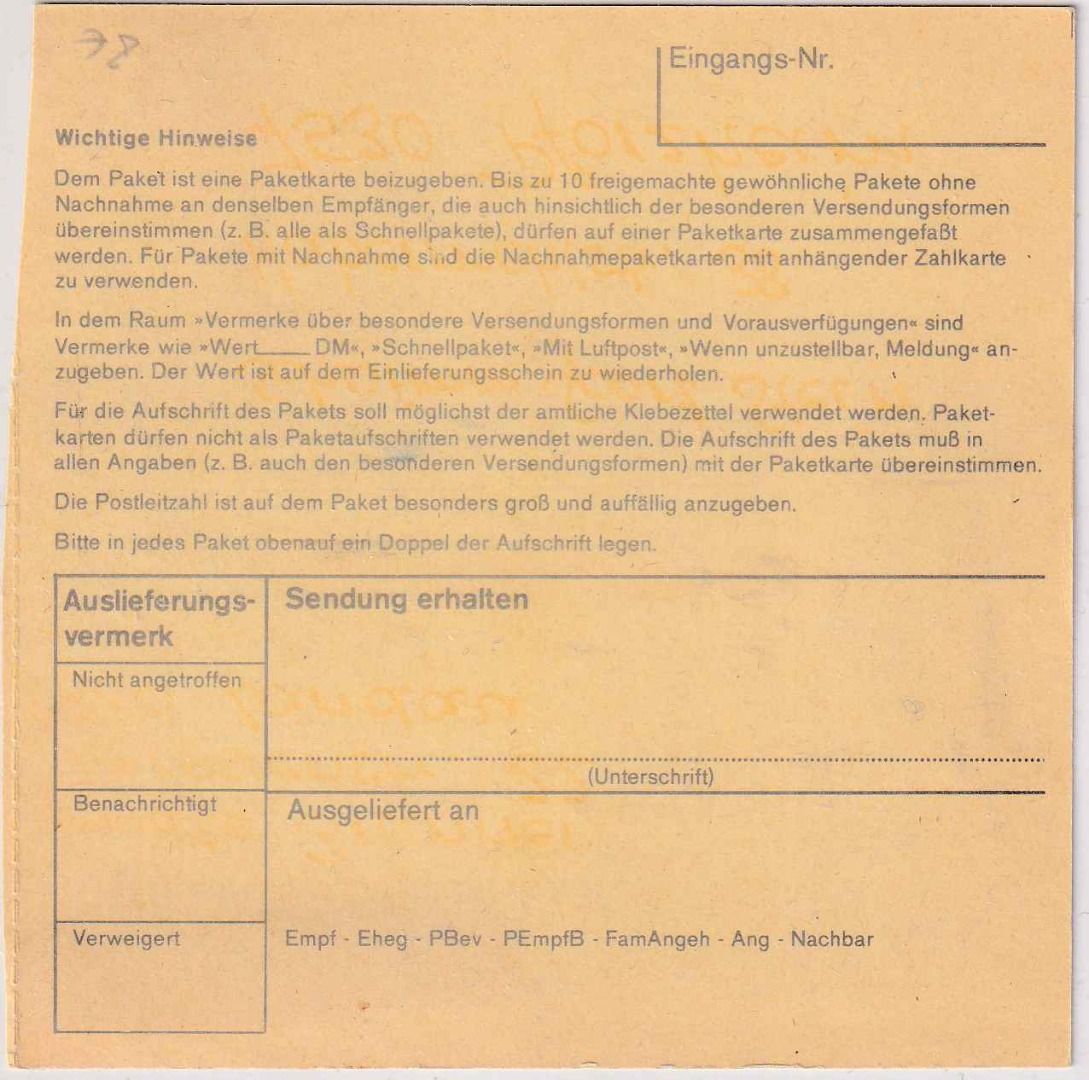 Eingangs-Nr.
Wichtige Hinweise
Dem Paket ist eine Paketkarte beizugeben. Bis zu 10 freigemachte gewöhnliche Pakete ohne
Nachnahme an denselben Empfänger, die auch hinsichtlich der besonderen Versendungsformen
übereinstimmen (z. B. alle als Schnellpakete), dürfen auf einer Paketkarte zusammengefaßt
werden. Für Pakete mit Nachnahme sind die Nachnahmepaketkarten mit anhängender Zahlkarte
zu verwenden.
In dem Raum »Vermerke über besondere Versendungsformen und Vorausverfügungen« sind
Vermerke wie »Wert____ DM«, »Schnellpaket«, »Mit Luftpost«, »Wenn unzustellbar, Meldung« an-
zugeben. Der Wert ist auf dem Einlieferungsschein zu wiederholen.
Für die Aufschrift des Pakets soll möglichst der amtliche Klebezettel verwendet werden. Paket-
karten dürfen nicht als Paketaufschriften verwendet werden. Die Aufschrift des Pakets muß in
allen Angaben (z. B. auch den besonderen Versendungsformen) mit der Paketkarte übereinstimmen.
Die Postleitzahl ist auf dem Paket besonders groß und auffällig anzugeben.
Bitte in jedes Paket obenauf ein Doppel der Aufschrift legen.
Auslieferungs-
vermerk
Sendung erhalten
Nicht angetroffen
(Unterschrift)
Benachrichtigt
Ausgeliefert an
Verweigert
Empf - Eheg - PBev - PEmpfB - FamAngeh - Ang - Nachbar